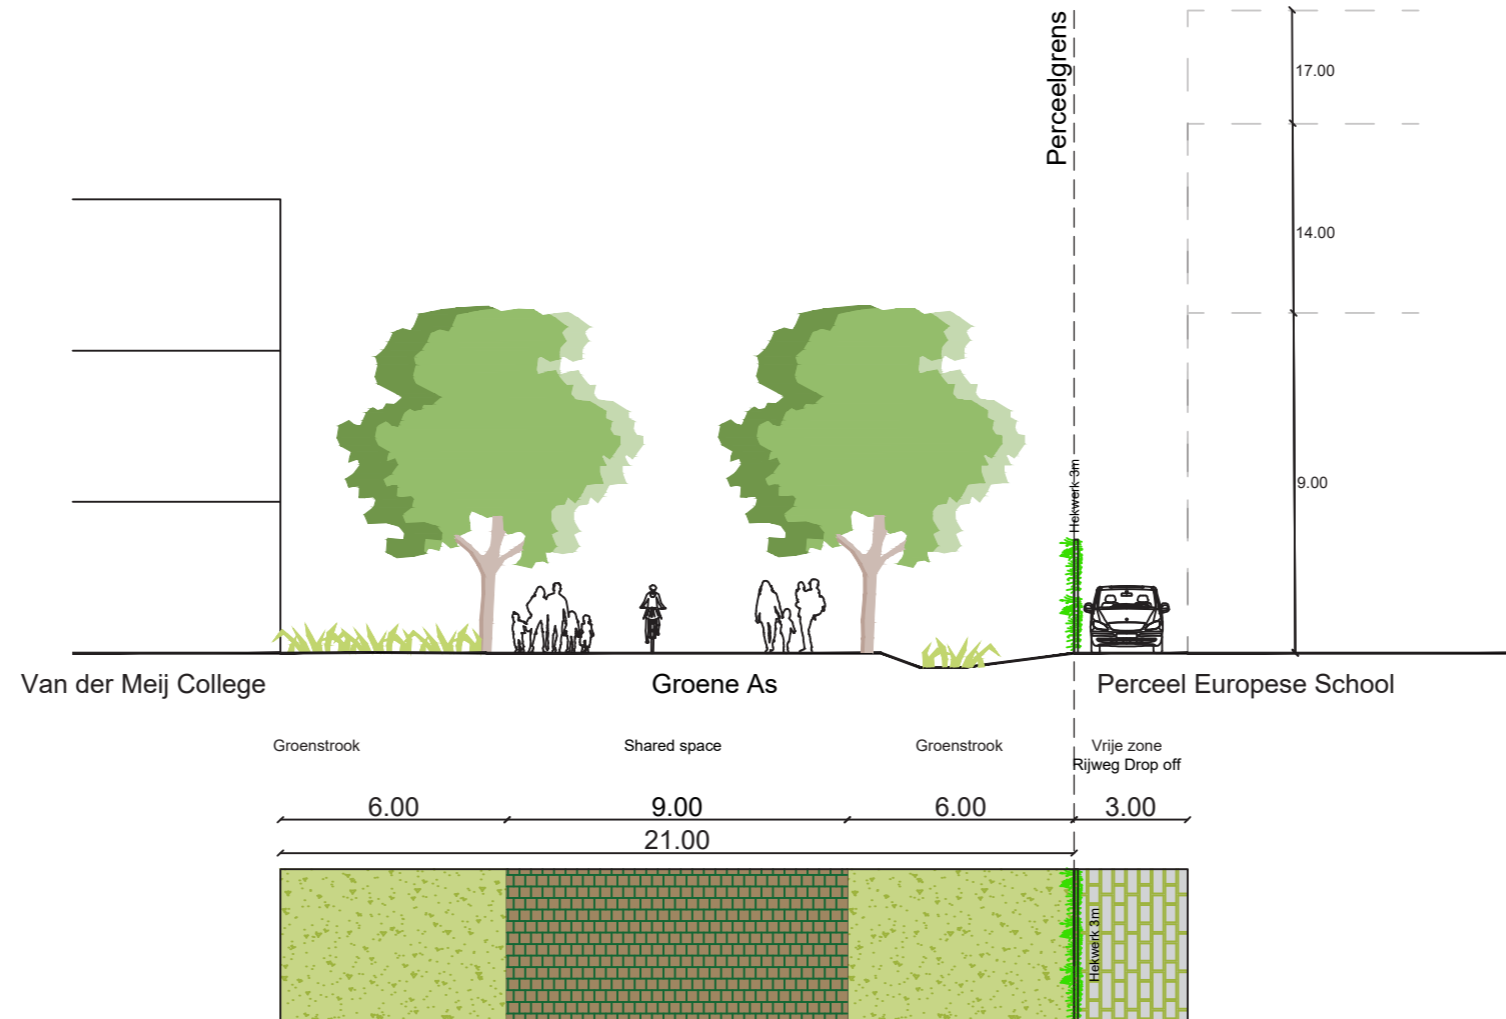 Perceelgrens
17.00
14.00
9.00
Hekwerk 3m
Van der Meij College
Groene As
Perceel Europese School
Groenstrook
Shared space
Groenstrook
Vrije zone
Rijweg Drop off
6.00
9.00
6.00
3.00
21.00
Hekwerk 3m